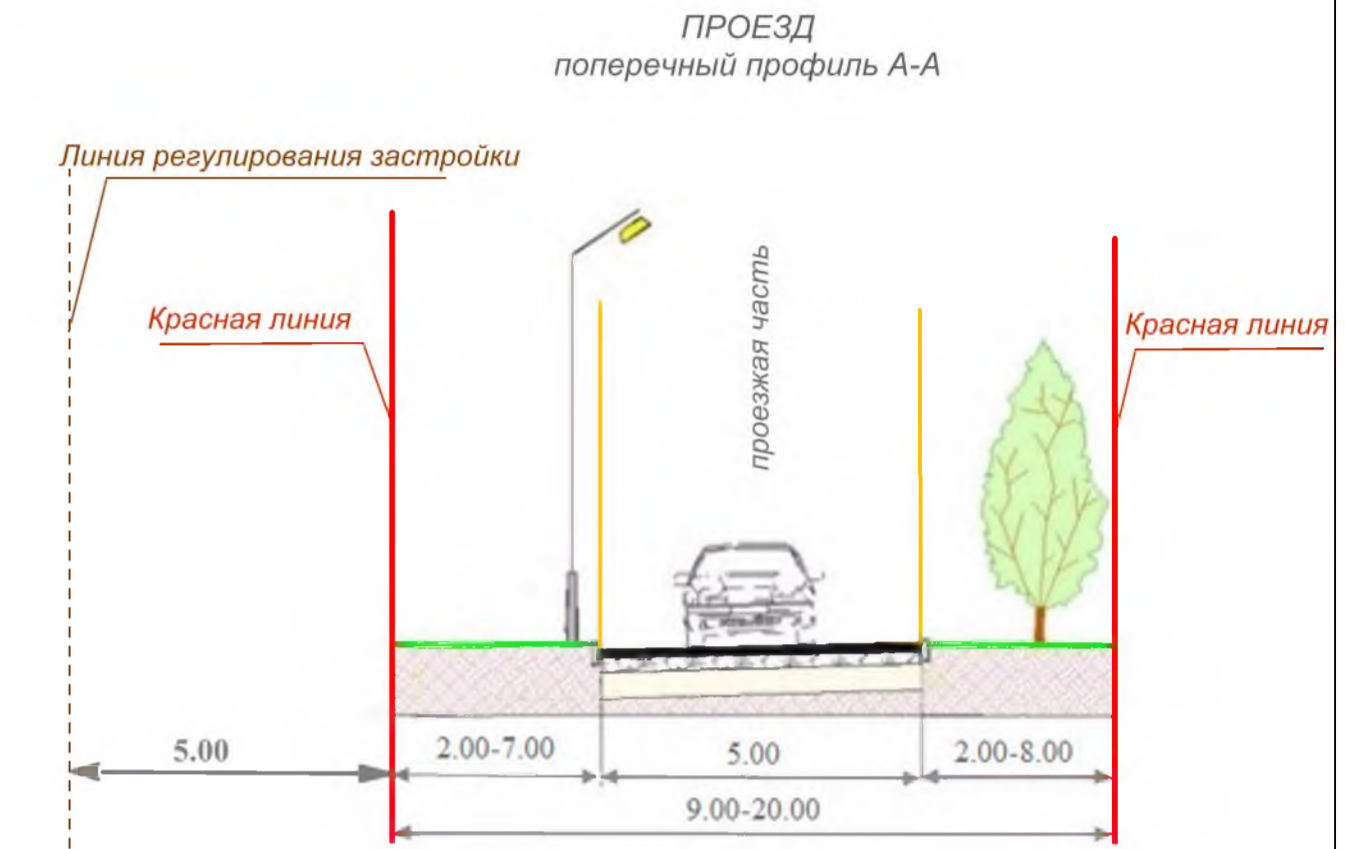 ПРОЕЗД
поперечный профиль А-А
Линия регулирования застройки
Красная линия
проезжая часть
Красная линия
5.00
2.00-7.00
5.00
2.00-8.00
9.00-20.00